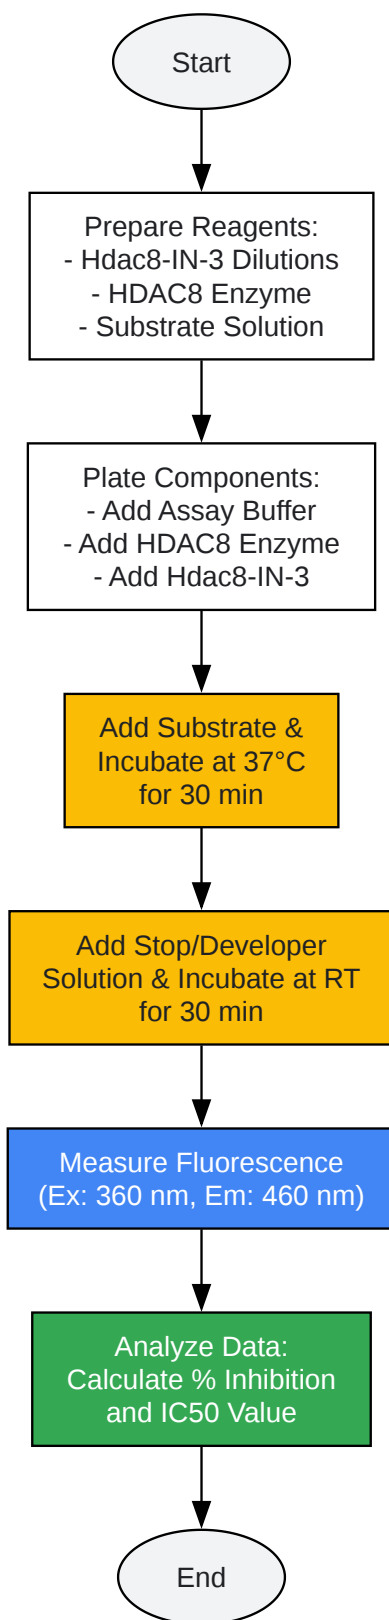 Start
Prepare Reagents:
- Hdac8-IN-3 Dilutions
- HDAC8 Enzyme
- Substrate Solution
Plate Components:
- Add Assay Buffer
- Add HDAC8 Enzyme
- Add Hdac8-IN-3
Add Substrate &
Incubate at 37°C
for 30 min
Add Stop/Developer
Solution & Incubate at RT
for 30 min
Measure Fluorescence
(Ex: 360 nm, Em: 460 nm)
Analyze Data:
Calculate % Inhibition
and IC50 Value
End